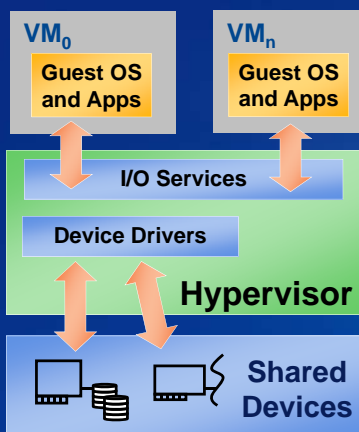 VM0
Guest OS
and Apps
VMn
Guest OS
and Apps
I/O Services
Device Drivers
Hypervisor
Shared
Devices